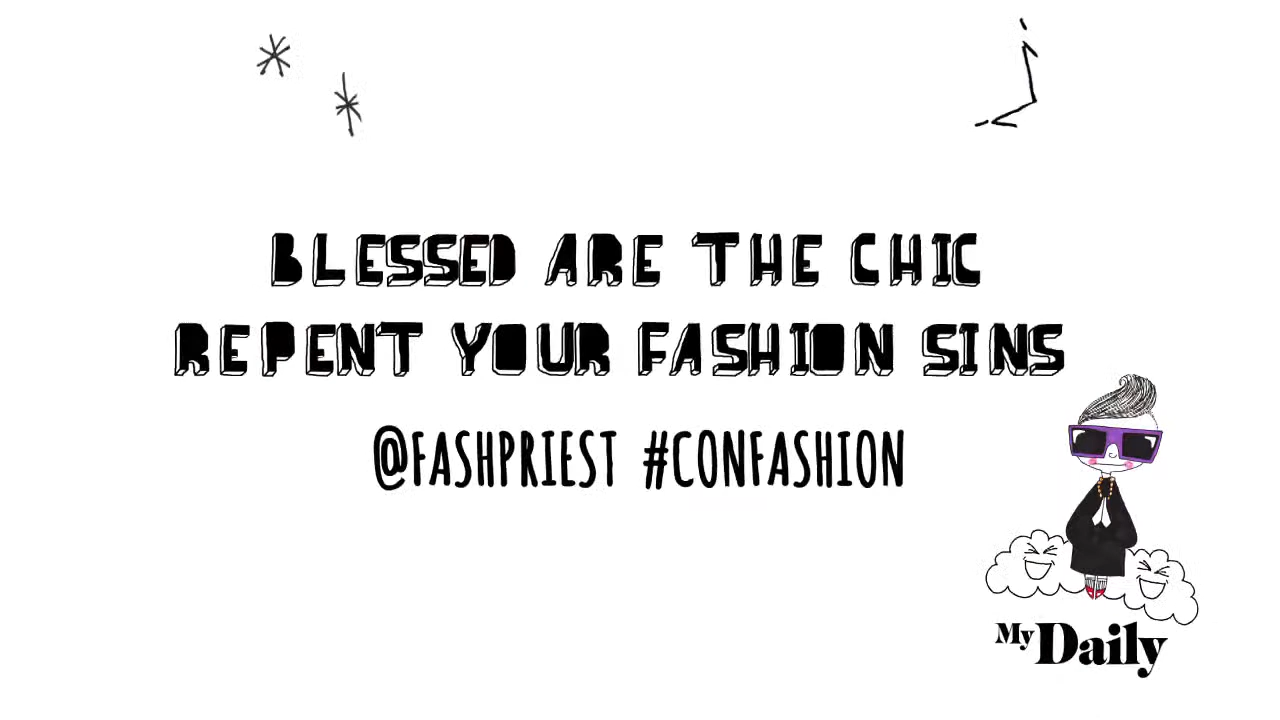 BLESSED ARE THE CHIC
REPENT YOUR FASHION SINS
@FASHPRIEST #CONFASHION
My Daily